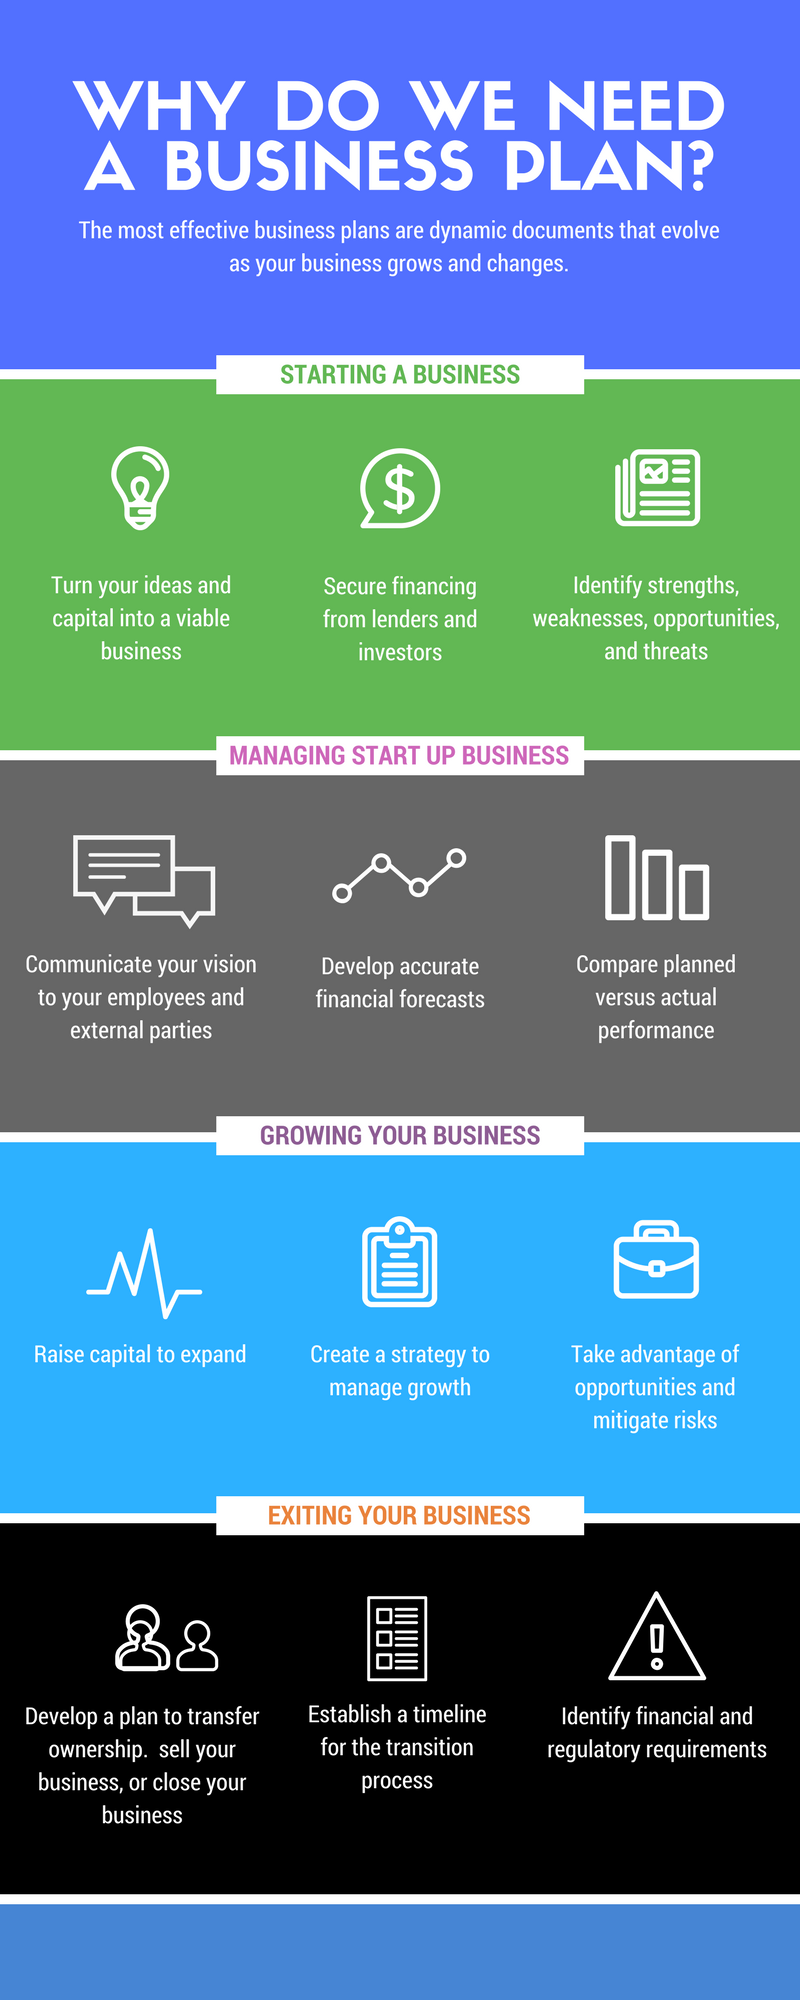 WHY DO WE NEED
A BUSINESS PLAN?
The most effective business plans are dynamic documents that evolve
as your business grows and changes.
STARTING A BUSINESS
Turn your ideas and
capital into a viable
business
Secure financing
from lenders and
investors
Identify strengths,
weaknesses, opportunities,
and threats
MANAGING START UP BUSINESS
Communicate your vision
to your employees and
external parties
Develop accurate
financial forecasts
Compare planned
versus actual
performance
GROWING YOUR BUSINESS
Raise capital to expand
Create a strategy to
manage growth
Take advantage of
opportunities and
mitigate risks
EXITING YOUR BUSINESS
Develop a plan to transfer
ownership.  sell your
business, or close your
business
Establish a timeline
for the transition
process
Identify financial and
regulatory requirements